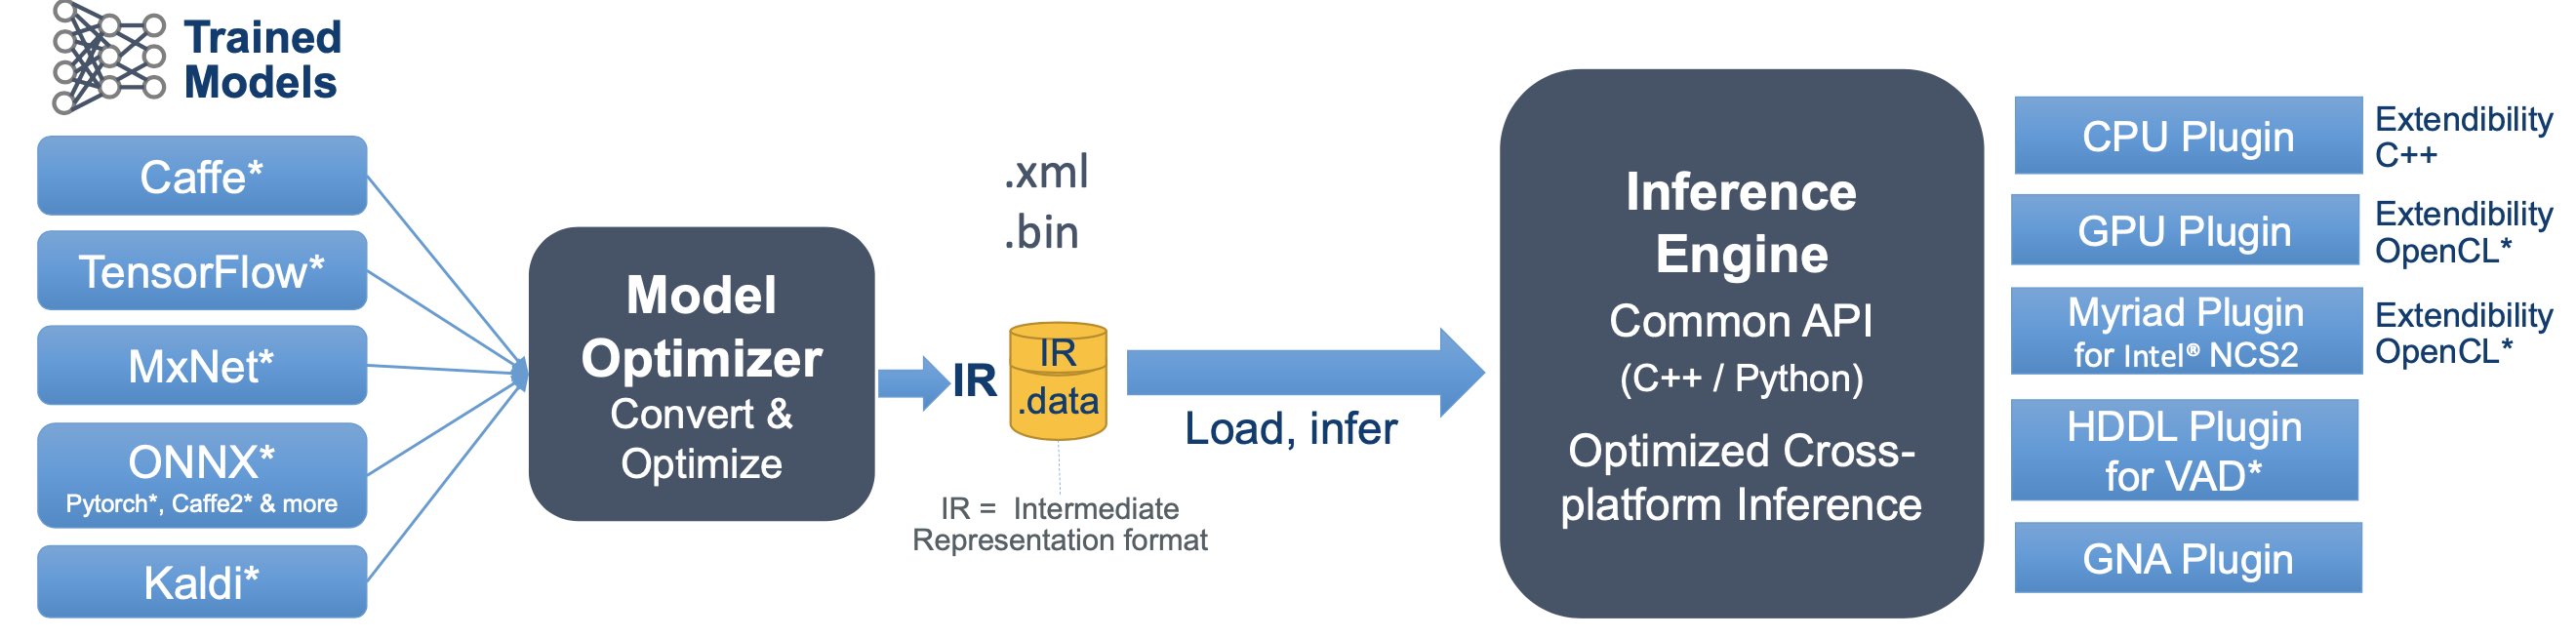 Trained
Models
Caffe*
TensorFlow*
MxNet*
ONNX*
Pytorch*, Caffe2* & more
Kaldi*
Model
Optimizer
Convert &
Optimize
.xml
.bin
IR
IR
.data
IR = Intermediate
Representation format
Load, infer
Inference
Engine
Common API
(C++ / Python)
Optimized Cross-
platform Inference
CPU Plugin
Extendibility
C++
GPU Plugin
Extendibility
OpenCL*
Myriad Plugin
for Intel® NCS2
Extendibility
OpenCL*
HDDL Plugin
for VAD*
GNA Plugin